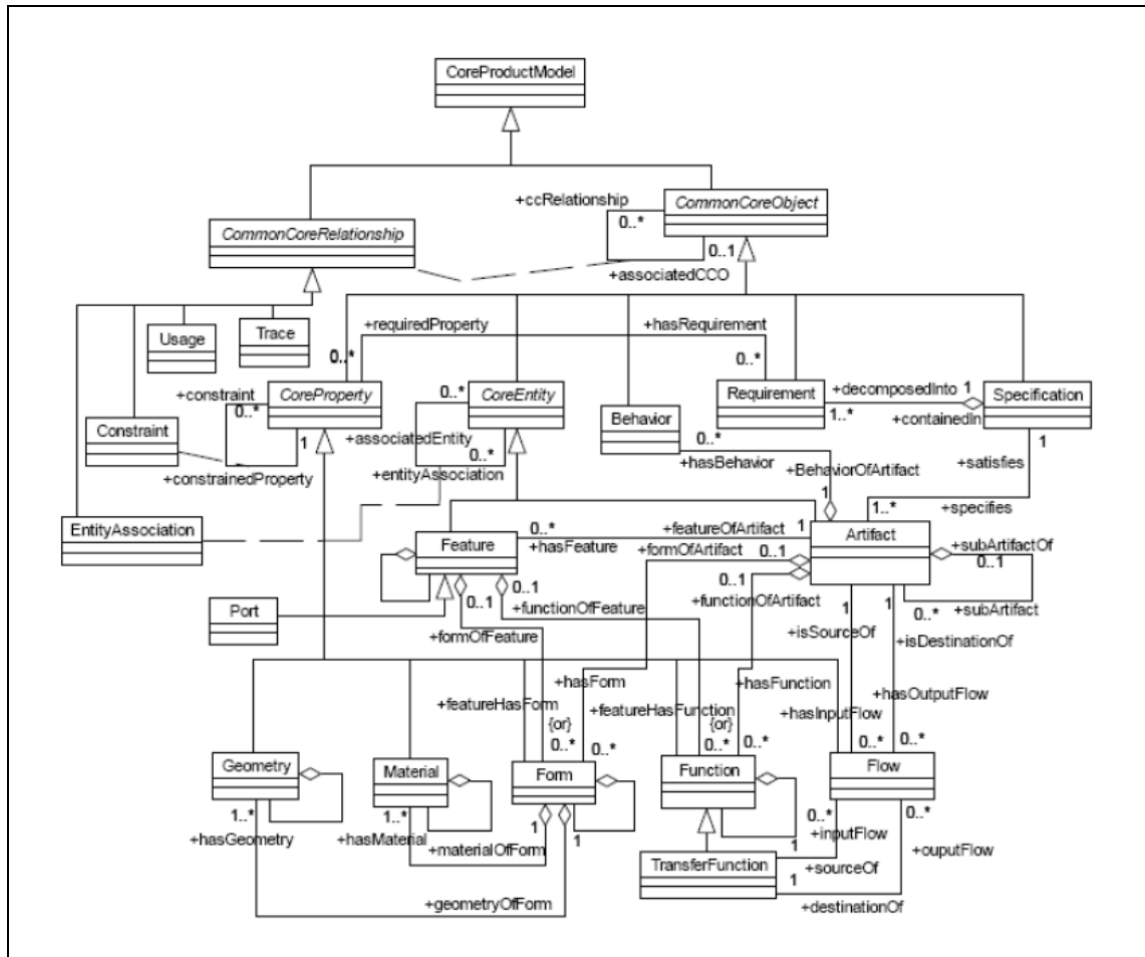 CoreProductModel
+ccRelationship
CommonCoreObject
0..*
CommonCoreRelationship
0..1
+associatedCCO
+requiredProperty
+hasRequirement
Usage
Trace
0..*
0..*
+constraint
CoreProperty
0..*
CoreEntity
Requirement
+decomposedInto
1
Specification
0..*
1..*
+containedIn
Constraint
Behavior
1
+associatedEntity
0..*
0..*
1
+constrainedProperty
+entityAssociation
+hasBehavior
+BehaviorOfArtifact
+satisfies
1
1..*
+specifies
EntityAssociation
0..*
+featureOfArtifact
1
Artifact
Feature
+hasFeature
+formOfArtifact
0..1
+subArtifactOf
0..1
0..1
0..1
0..1
+functionOfArtifact
1
1
0..*
+subArtifact
Port
+functionOfFeature
+isSourceOf
+formOfFeature
+isDestinationOf
+hasForm
+hasFunction
+featureHasForm
+featureHasFunction
+hasInputFlow
+hasOutputFlow
{or}
{or}
0..*
0..*
0..*
0..*
0..*
0..*
Geometry
Material
Form
Function
Flow
1..*
1..*
0..*
0..*
+hasGeometry
+hasMaterial
+materialOfForm
1
1
1
+inputFlow
+ouputFlow
TransferFunction
+sourceOf
1
+geometryOfForm
+destinationOf